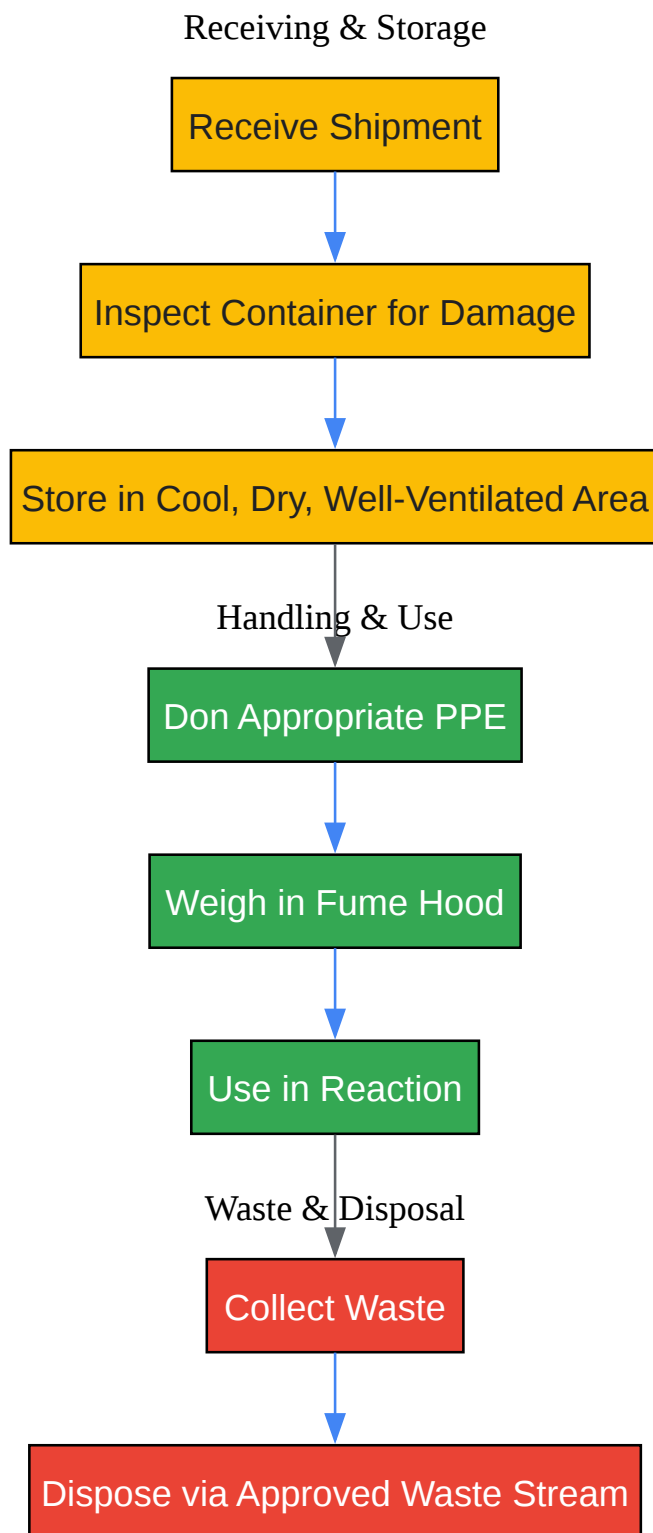 Receiving & Storage
Receive Shipment
Inspect Container for Damage
Store in Cool, Dry, Well-Ventilated Area
Handling & Use
Don Appropriate PPE
Weigh in Fume Hood
Use in Reaction
Waste & Disposal
Collect Waste
Dispose via Approved Waste Stream